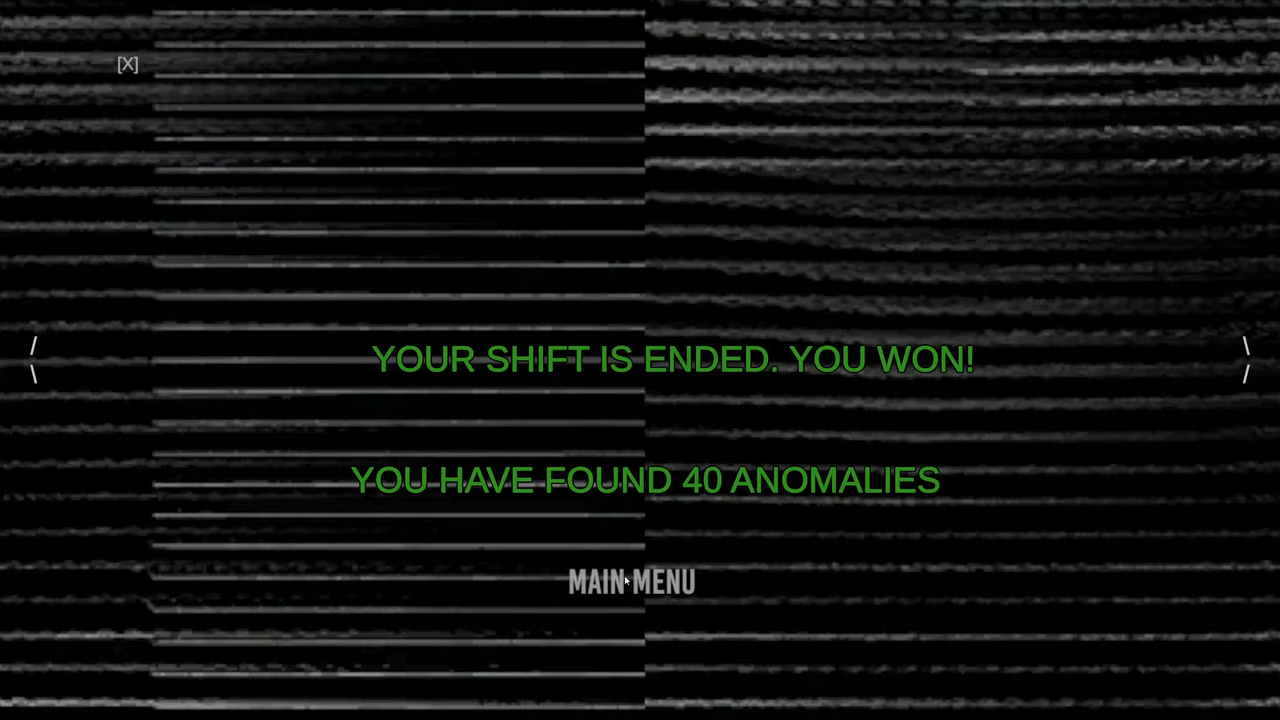 [X]
/ \
YOUR SHIFT IS ENDED. YOU WON!
\ /
YOU HAVE FOUND 40 ANOMALIES
MAIN MENU